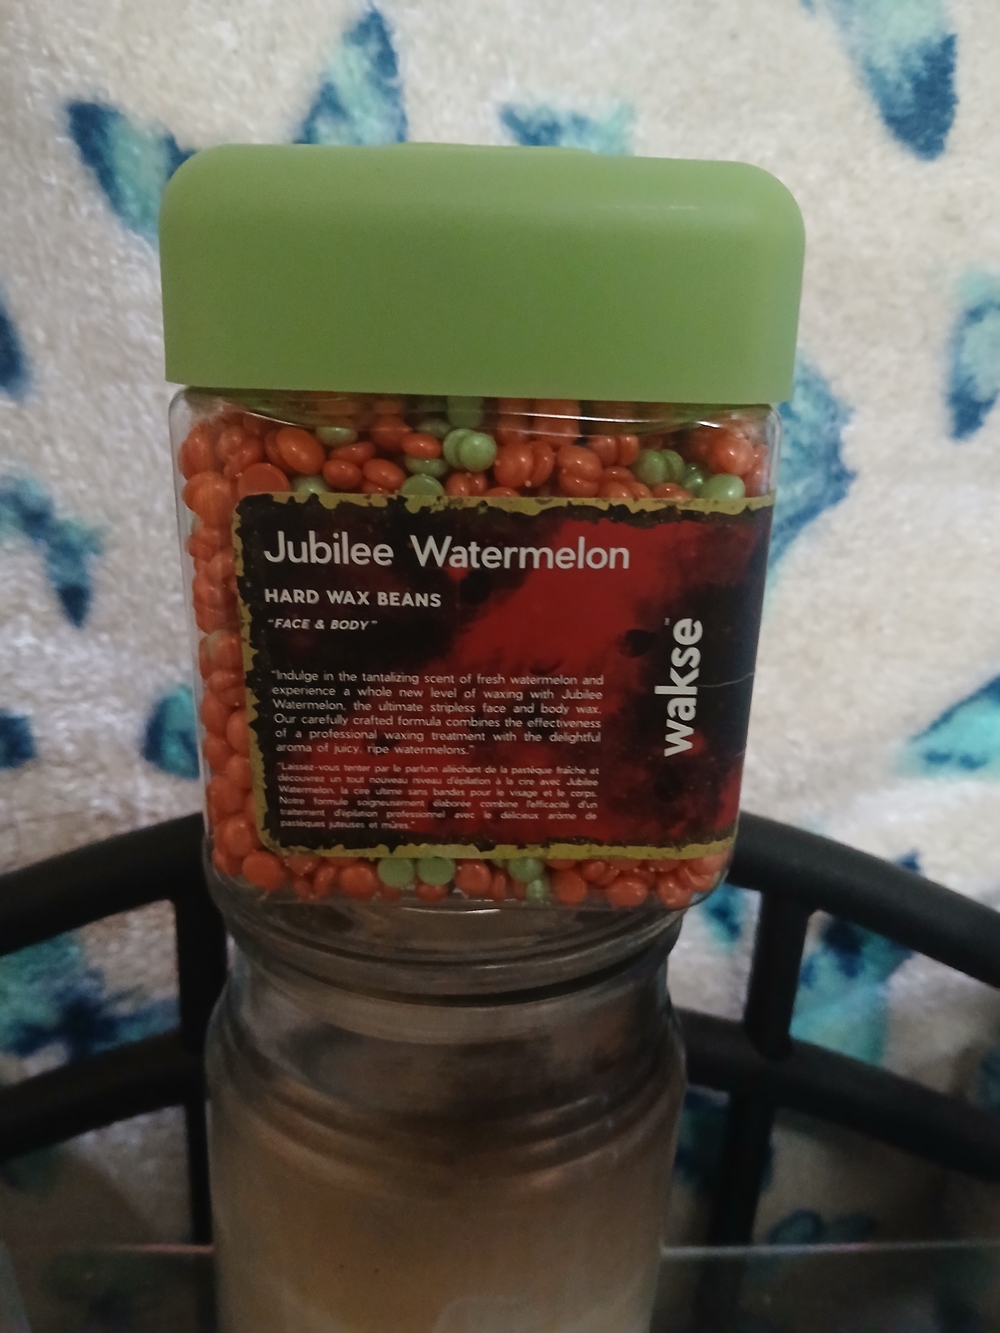 Jubilee Watermelon
HARD WAX BEANS
"FACE & BODY"
"Indulge in the tantalizing scent of fresh watermelon and
experience a whole new level of waxing with Jubilee
Watermelon, the ultimate stripless face and body wax.
Our carefully crafted formula combines the effectiveness
of a professional waxing treatment with the delightful
aroma of juicy, ripe watermelons."
"Laissez-vous tenter par le parfum alléchant de la pastèque fraîche et
découvrez un tout nouveau niveau d'épilation à la cire avec Jubilee
Watermelon, la cire ultime sans bandes pour le visage et le corps.
Notre formule soigneusement élaborée combine l'efficacité d'un
traitement d'épilation professionnel avec le délicieux arôme de
pastèques juteuses et mûres."
wakse™